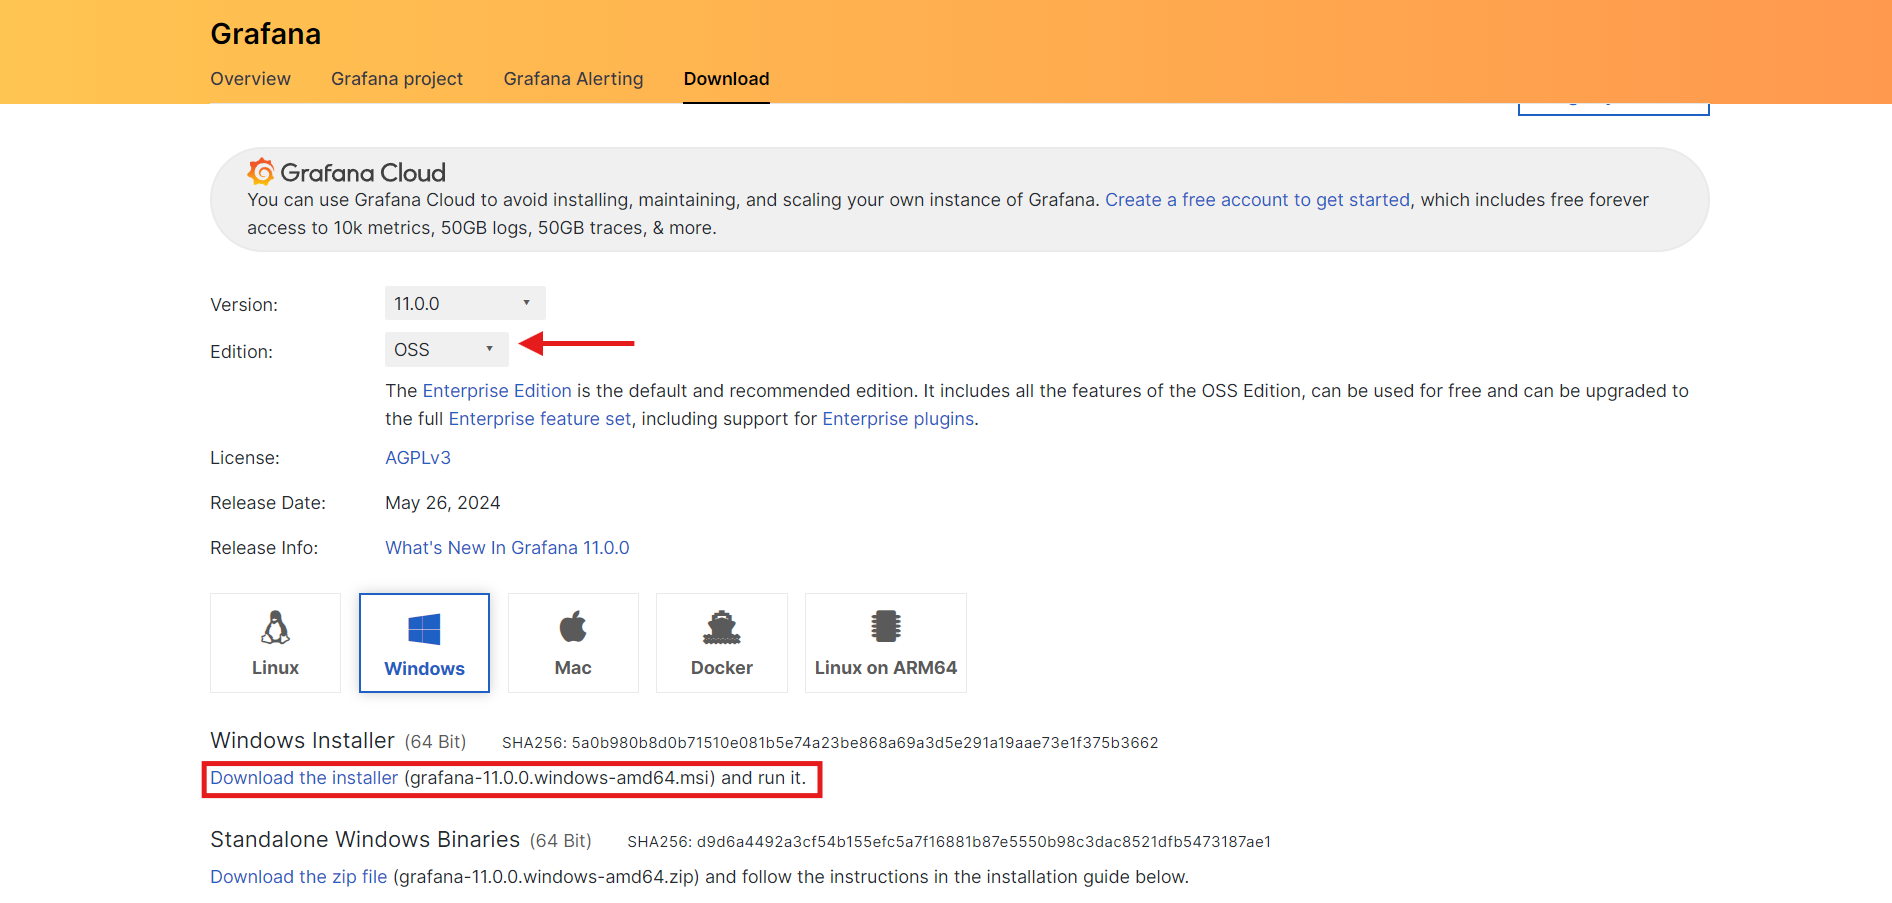 Grafana
Overview
Grafana project
Grafana Alerting
Download
Grafana Cloud
You can use Grafana Cloud to avoid installing, maintaining, and scaling your own instance of Grafana. Create a free account to get started, which includes free forever
access to 10k metrics, 50GB logs, 50GB traces, & more.
Version: 11.0.0
Edition: OSS
The Enterprise Edition is the default and recommended edition. It includes all the features of the OSS Edition, can be used for free and can be upgraded to
the full Enterprise feature set, including support for Enterprise plugins.
License: AGPLv3
Release Date: May 26, 2024
Release Info: What's New In Grafana 11.0.0
Linux
Windows
Mac
Docker
Linux on ARM64
Windows Installer (64 Bit) SHA256: 5a0b980b8d0b71510e081b5e74a23be868a69a3d5e291a19aae73e1f375b3662
Download the installer (grafana-11.0.0.windows-amd64.msi) and run it.
Standalone Windows Binaries (64 Bit) SHA256: d9d6a4492a3cf54b155efc5a7f16881b87e5550b98c3dac8521dfb5473187ae1
Download the zip file (grafana-11.0.0.windows-amd64.zip) and follow the instructions in the installation guide below.